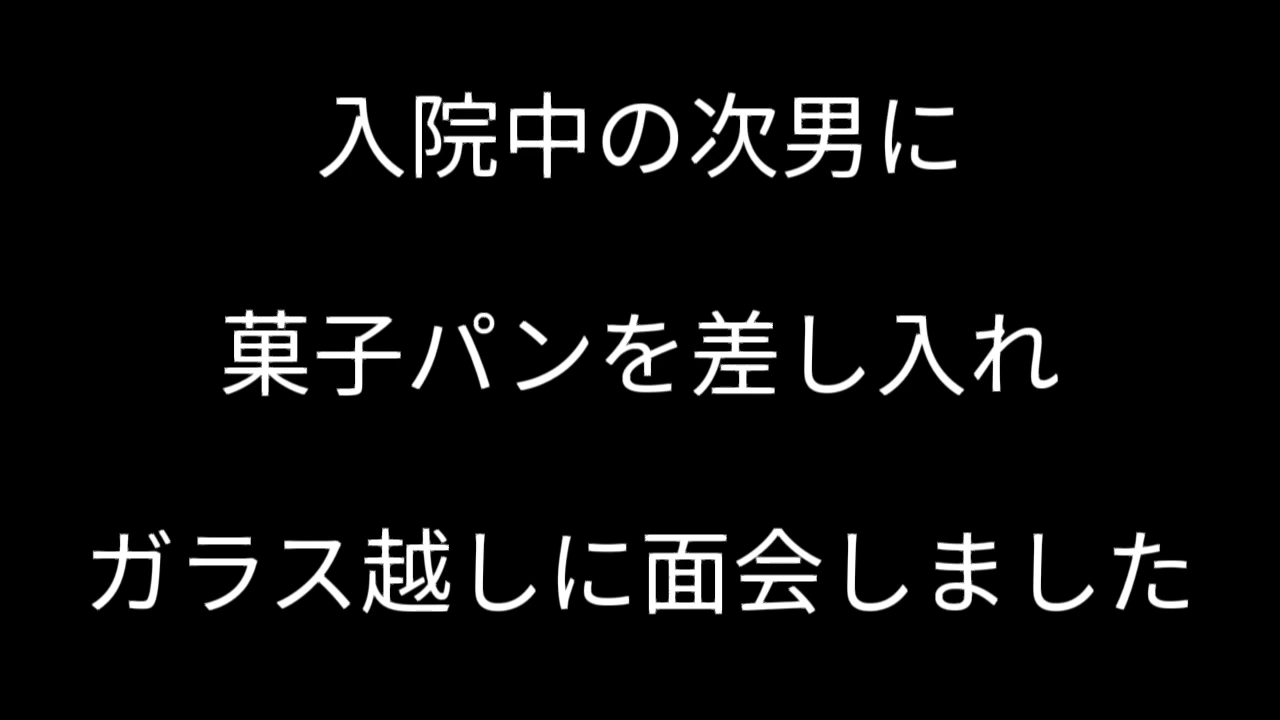 入院中の次男に
菓子パンを差し入れ
ガラス越しに面会しました